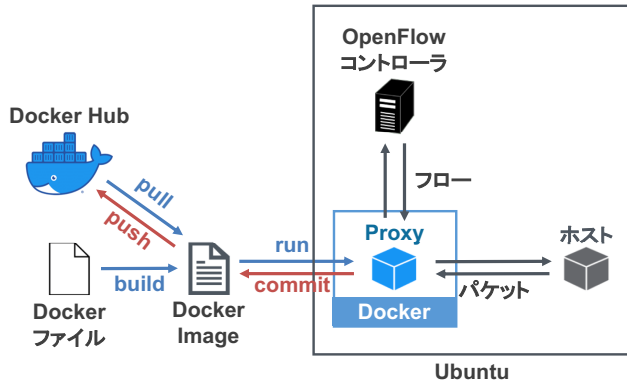 OpenFlow
コントローラ
Docker Hub
pull
push
フロー
run
Proxy
ホスト
build
commit
パケット
Docker
ファイル
Docker
Image
Docker
Ubuntu